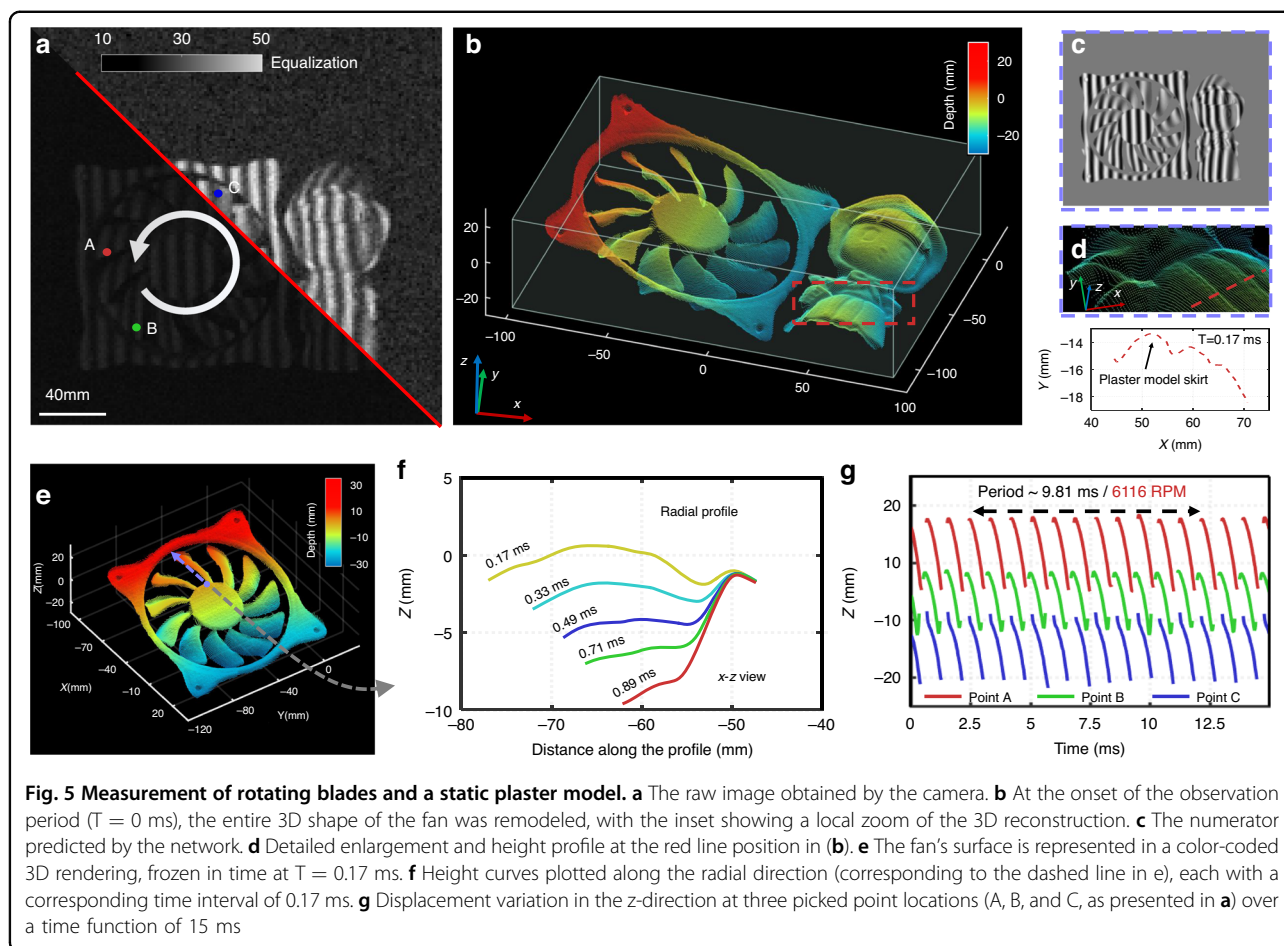 a
10 30 50
Equalization
C
A
B
40mm
b
Depth (mm)
20
0
−20
20
0
−20
−100
−50
0
50
100
0
−50
−100
z
y
x
c
d
y
z
x
T=0.17 ms
Plaster model skirt
Y (mm)
−14
−16
−18
40 50 60 70
X (mm)
e
Depth (mm)
30
10
−10
−30
Z(mm)
20
0
−20
−100
−70
−40
−10
20
X(mm)
0
−40
−80
−120
Y(mm)
f
Radial profile
0.17 ms
0.33 ms
0.49 ms
0.71 ms
0.89 ms
x-z view
Z (mm)
5
0
−5
−10
−80 −70 −60 −50 −40
Distance along the profile (mm)
g
Period ~ 9.81 ms / 6116 RPM
Z (mm)
20
10
−10
−20
Point A Point B Point C
0 2.5 5 7.5 10 12.5
Time (ms)
Fig. 5 Measurement of rotating blades and a static plaster model. a The raw image obtained by the camera. b At the onset of the observation
period (T = 0 ms), the entire 3D shape of the fan was remodeled, with the inset showing a local zoom of the 3D reconstruction. c The numerator
predicted by the network. d Detailed enlargement and height profile at the red line position in (b). e The fan's surface is represented in a color-coded
3D rendering, frozen in time at T = 0.17 ms. f Height curves plotted along the radial direction (corresponding to the dashed line in e), each with a
corresponding time interval of 0.17 ms. g Displacement variation in the z-direction at three picked point locations (A, B, and C, as presented in a) over
a time function of 15 ms